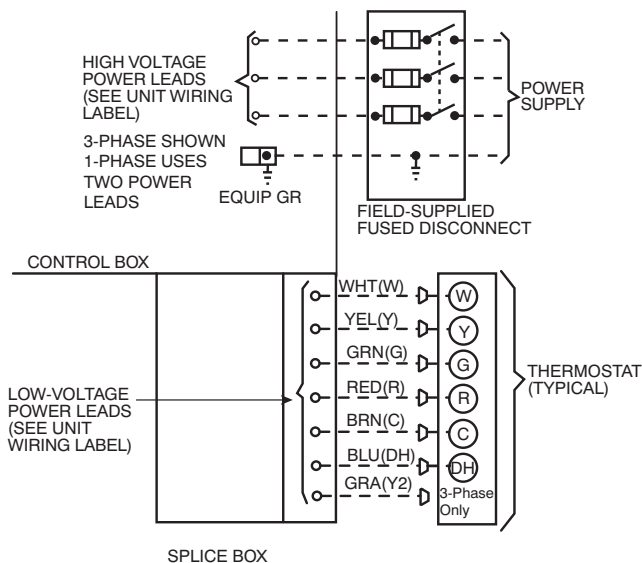 HIGH VOLTAGE
POWER LEADS
(SEE UNIT WIRING
LABEL)
POWER
SUPPLY
3-PHASE SHOWN
1-PHASE USES
TWO POWER
LEADS
EQUIP GR
FIELD-SUPPLIED
FUSED DISCONNECT
CONTROL BOX
WHT(W)
W
YEL(Y)
Y
GRN(G)
G
RED(R)
R
BRN(C)
C
BLU(DH)
DH
GRA(Y2)
3-Phase
Only
THERMOSTAT
(TYPICAL)
LOW-VOLTAGE
POWER LEADS
(SEE UNIT
WIRING LABEL)
SPLICE BOX